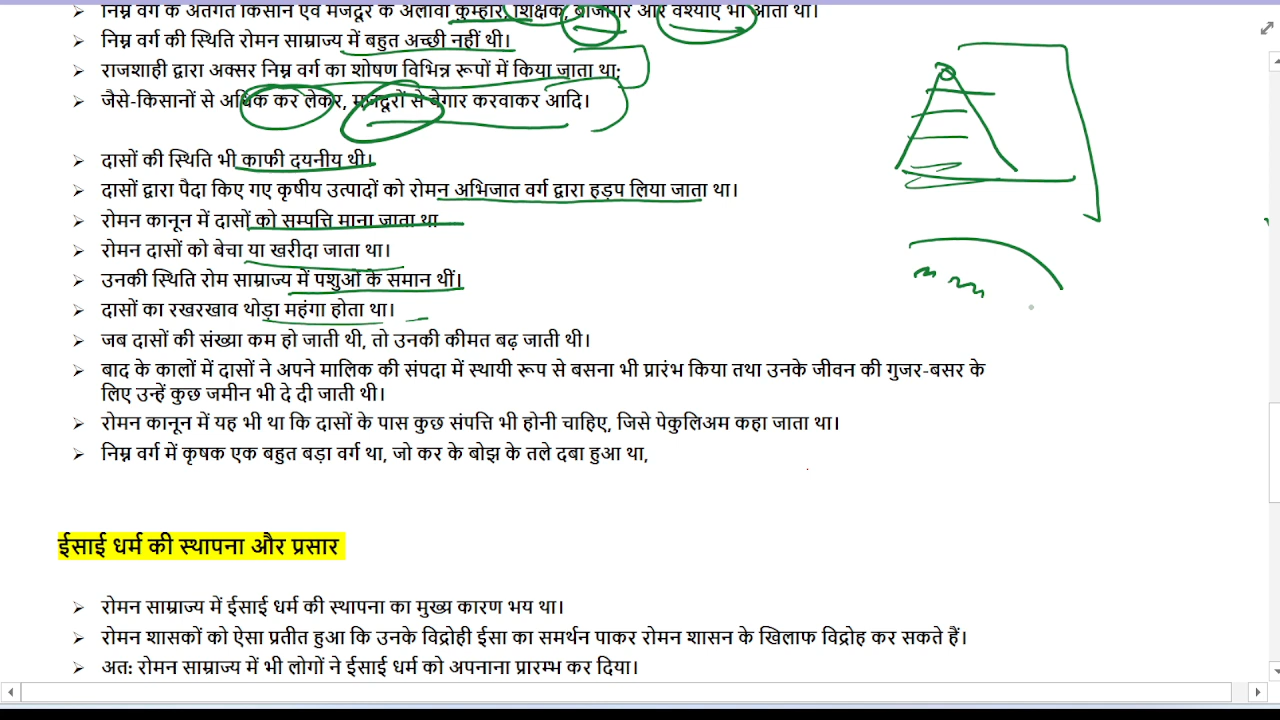 निम्न वर्ग के अंतर्गत किसान एवं मजदूर के अलावा कुम्हार, शिक्षक, बाजीगर और वेश्याएँ भी आता था।
➢ निम्न वर्ग की स्थिति रोमन साम्राज्य में बहुत अच्छी नहीं थी।
➢ राजशाही द्वारा अक्सर निम्न वर्ग का शोषण विभिन्न रूपों में किया जाता था;
➢ जैसे-किसानों से अधिक कर लेकर, मजदूरों से बेगार करवाकर आदि।
➢ दासों की स्थिति भी काफी दयनीय थी।
➢ दासों द्वारा पैदा किए गए कृषीय उत्पादों को रोमन अभिजात वर्ग द्वारा हड़प लिया जाता था।
➢ रोमन कानून में दासों को सम्पत्ति माना जाता था
➢ रोमन दासों को बेचा या खरीदा जाता था।
➢ उनकी स्थिति रोम साम्राज्य में पशुओं के समान थीं।
➢ दासों का रखरखाव थोड़ा महंगा होता था।
➢ जब दासों की संख्या कम हो जाती थी, तो उनकी कीमत बढ़ जाती थी।
➢ बाद के कालों में दासों ने अपने मालिक की संपदा में स्थायी रूप से बसना भी प्रारंभ किया तथा उनके जीवन की गुजर-बसर के
लिए उन्हें कुछ जमीन भी दे दी जाती थी।
➢ रोमन कानून में यह भी था कि दासों के पास कुछ संपत्ति भी होनी चाहिए, जिसे पेकुलिअम कहा जाता था।
➢ निम्न वर्ग में कृषक एक बहुत बड़ा वर्ग था, जो कर के बोझ के तले दबा हुआ था,
ईसाई धर्म की स्थापना और प्रसार
➢ रोमन साम्राज्य में ईसाई धर्म की स्थापना का मुख्य कारण भय था।
➢ रोमन शासकों को ऐसा प्रतीत हुआ कि उनके विद्रोही ईसा का समर्थन पाकर रोमन शासन के खिलाफ विद्रोह कर सकते हैं।
➢ अत: रोमन साम्राज्य में भी लोगों ने ईसाई धर्म को अपनाना प्रारम्भ कर दिया।